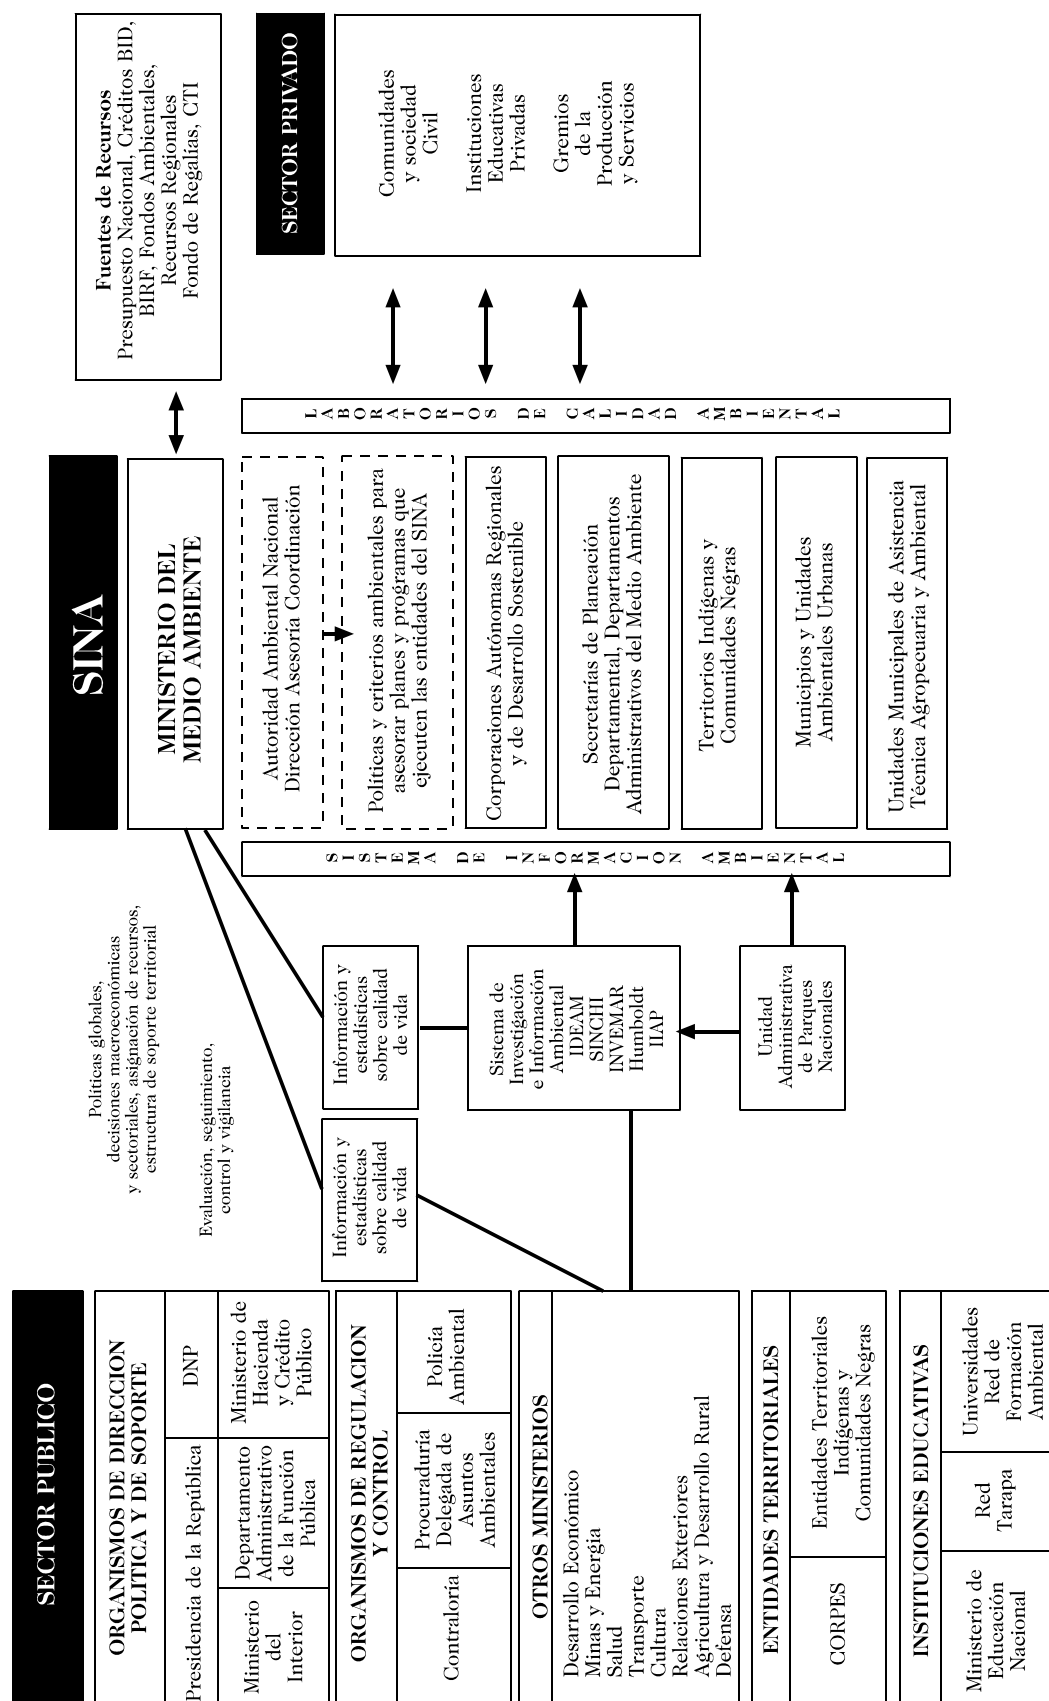 SECTOR PUBLICO
ORGANISMOS DE DIRECCION
POLITICA Y DE SOPORTE
Presidencia de la República
DNP
Ministerio
del
Interior
Departamento
Administrativo
de la Función
Pública
Ministerio de
Hacienda
y Crédito
Público
ORGANISMOS DE REGULACION
Y CONTROL
Contraloría
Procuraduría
Delegada de
Asuntos
Ambientales
Policía
Ambiental
OTROS MINISTERIOS
Desarrollo Económico
Minas y Energía
Salud
Transporte
Cultura
Relaciones Exteriores
Agricultura y Desarrollo Rural
Defensa
ENTIDADES TERRITORIALES
CORPES
Entidades Territoriales
Indígenas y
Comunidades Negras
INSTITUCIONES EDUCATIVAS
Ministerio de
Educación
Nacional
Red
Tarapa
Universidades
Red de
Formación
Ambiental
Políticas globales,
decisiones macroeconómicas
y sectoriales, asignación de recursos,
estructura de soporte territorial
Evaluación, seguimiento,
control y vigilancia
Información y
estadísticas
sobre calidad
de vida
Información y
estadísticas
sobre calidad
de vida
Sistema de
Investigación
e Información
Ambiental
IDEAM
SINCHI
INVEMAR
Humboldt
IIAP
Unidad
Administrativa
de Parques
Nacionales
SISTEMA DE INFORMACION AMBIENTAL
SINA
MINISTERIO DEL
MEDIO AMBIENTE
Autoridad Ambiental Nacional
Dirección Asesoría Coordinación
Políticas y criterios ambientales para
asesorar planes y programas que
ejecuten las entidades del SINA
Corporaciones Autónomas Regionales
y de Desarrollo Sostenible
Secretarías de Planeación
Departamental, Departamentos
Administrativos del Medio Ambiente
Territorios Indígenas y
Comunidades Negras
Municipios y Unidades
Ambientales Urbanas
Unidades Municipales de Asistencia
Técnica Agropecuaria y Ambiental
LABORATORIOS DE CALIDAD AMBIENTAL
Fuentes de Recursos
Presupuesto Nacional, Créditos BID,
BIRF, Fondos Ambientales,
Recursos Regionales
Fondo de Regalías, CTI
SECTOR PRIVADO
Comunidades
y sociedad
Civil
Instituciones
Educativas
Privadas
Gremios
de la
Producción
y Servicios